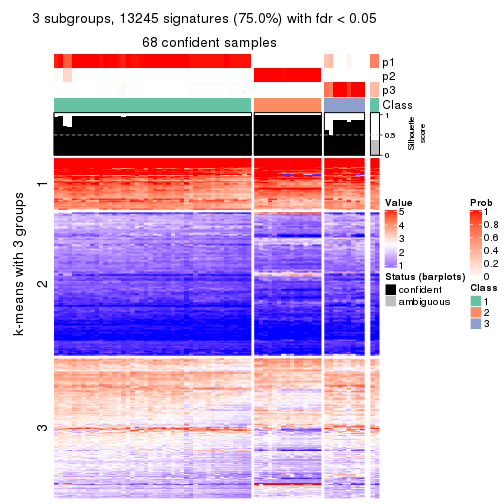 3 subgroups, 13245 signatures (75.0%) with fdr < 0.05
68 confident samples
p1
p2
p3
Class
1
0.5
0
Silhouette
score
k-means with 3 groups
1
2
3
Value
5
4
3
2
1
Status (barplots)
confident
ambiguous
Prob
1
0.8
0.6
0.4
0.2
0
Class
1
2
3